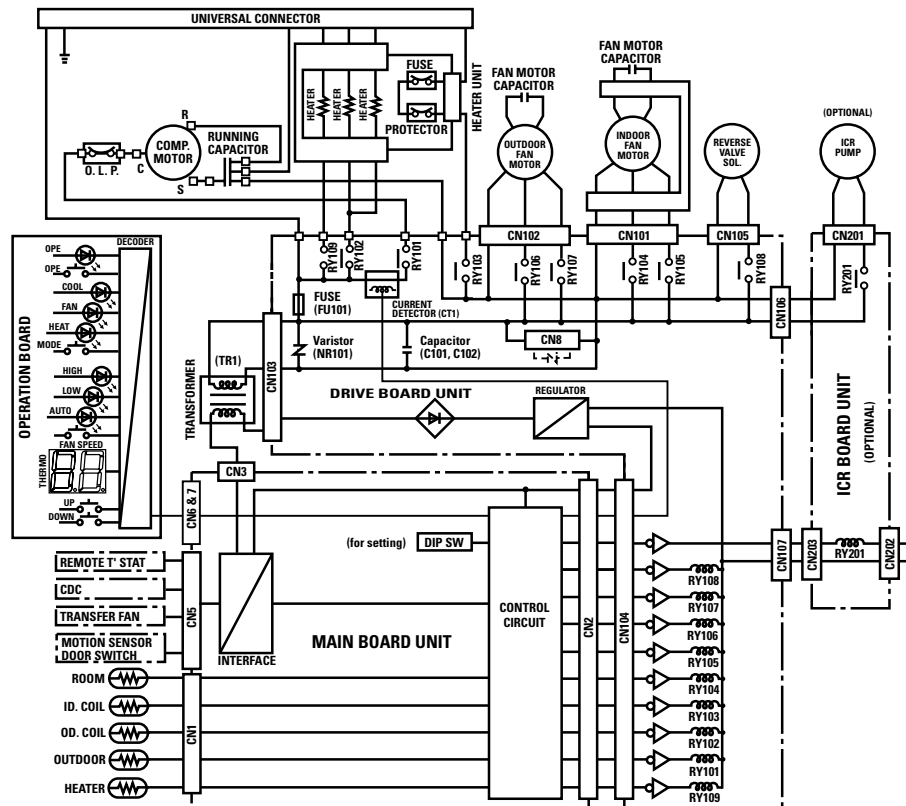 UNIVERSAL CONNECTOR
HEATER
HEATER
HEATER
FUSE
PROTECTOR
HEATER UNIT
FAN MOTOR
CAPACITOR
FAN MOTOR
CAPACITOR
OUTDOOR
FAN
MOTOR
INDOOR
FAN
MOTOR
REVERSE
VALVE
SOL.
(OPTIONAL)
ICR
PUMP
R
RUNNING
CAPACITOR
COMP.
MOTOR
O. L. P.
C
S
CN102
CN101
CN105
CN201
RY109
RY102
RY101
RY103
RY106
RY107
RY104
RY105
RY108
RY201
CN106
OPERATION BOARD
DECODER
OPE
OPE
COOL
FAN
HEAT
MODE
HIGH
LOW
AUTO
FAN SPEED
THERMO
UP
DOWN
FUSE
(FU101)
CURRENT
DETECTOR (CT1)
Varistor
(NR101)
Capacitor
(C101, C102)
CN8
TRANSFORMER
(TR1)
CN103
DRIVE BOARD UNIT
REGULATOR
ICR BOARD UNIT
(OPTIONAL)
CN3
CN6 & 7
(for setting)
DIP SW
CN107
CN203
RY201
CN202
REMOTE T' STAT
CDC
TRANSFER FAN
MOTION SENSOR
DOOR SWITCH
CN5
INTERFACE
MAIN BOARD UNIT
CONTROL
CIRCUIT
CN2
CN104
RY108
RY107
RY106
RY105
RY104
RY103
RY102
RY101
RY109
ROOM
ID. COIL
OD. COIL
OUTDOOR
HEATER
CN1